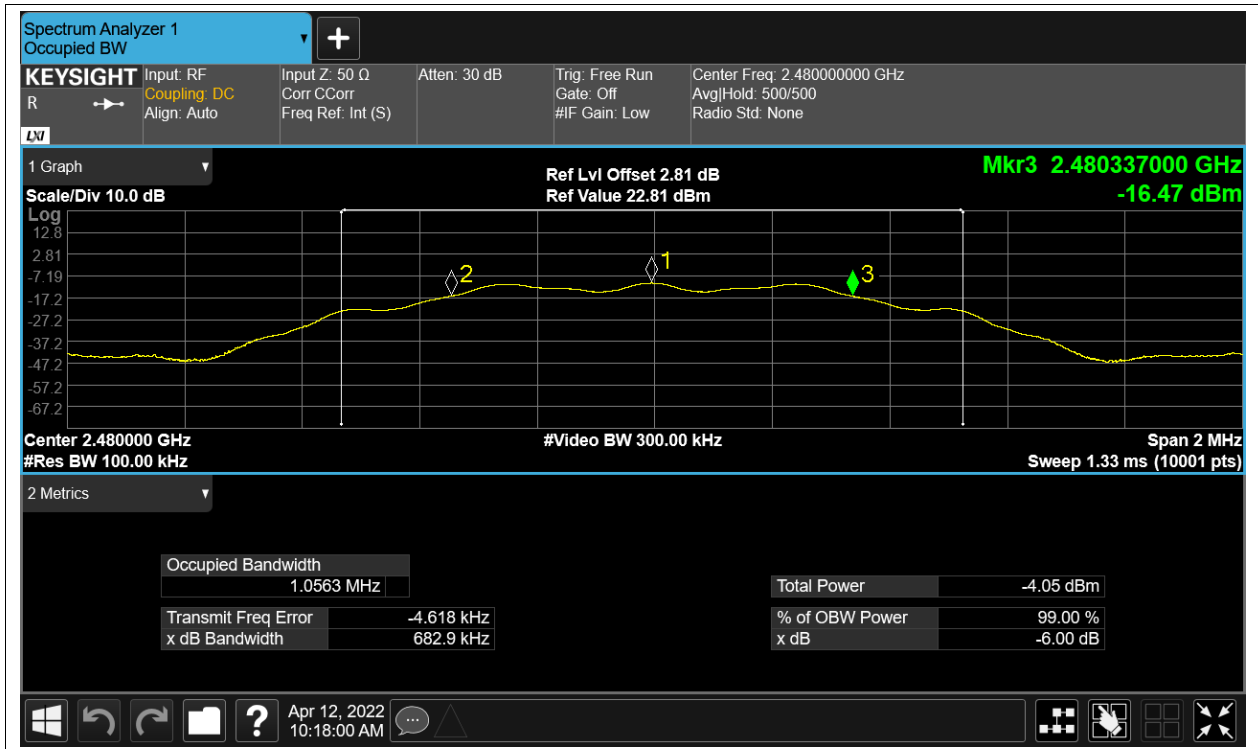 Spectrum Analyzer 1
Occupied BW
KEYSIGHT Input: RF Input Z: 50 Ω Atten: 30 dB Trig: Free Run Center Freq: 2.480000000 GHz
R Coupling: DC Corr CCorr Gate: Off Avg|Hold: 500/500
Align: Auto Freq Ref: Int (S) #IF Gain: Low Radio Std: None
LXI
1 Graph Ref Lvl Offset 2.81 dB Mkr3 2.480337000 GHz
Scale/Div 10.0 dB Ref Value 22.81 dBm -16.47 dBm
Log
12.8
2.81
-7.19
-17.2
-27.2
-37.2
-47.2
-57.2
-67.2
2
1
3
Center 2.480000 GHz #Video BW 300.00 kHz Span 2 MHz
#Res BW 100.00 kHz Sweep 1.33 ms (10001 pts)
2 Metrics
Occupied Bandwidth
1.0563 MHz Total Power -4.05 dBm
Transmit Freq Error -4.618 kHz % of OBW Power 99.00 %
x dB Bandwidth 682.9 kHz x dB -6.00 dB
? Apr 12, 2022
10:18:00 AM